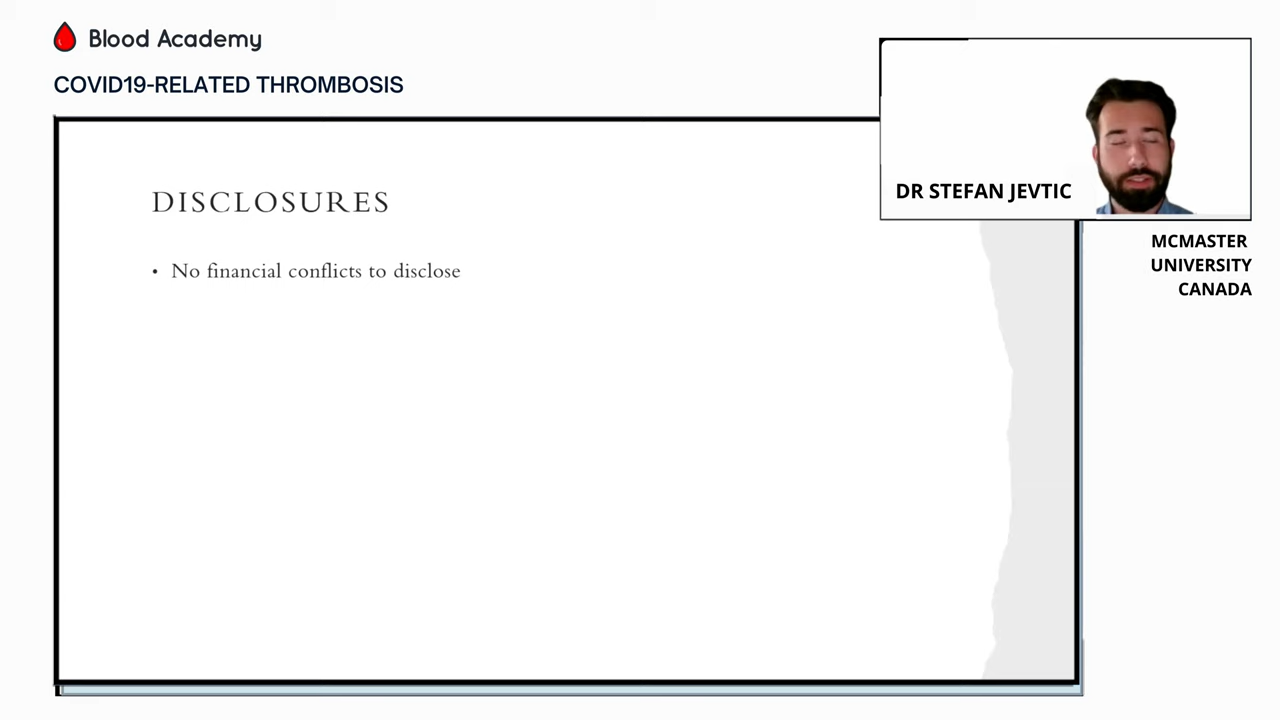 Blood Academy
COVID19-RELATED THROMBOSIS
DISCLOSURES
• No financial conflicts to disclose
DR STEFAN JEVTIC
MCMASTER
UNIVERSITY
CANADA